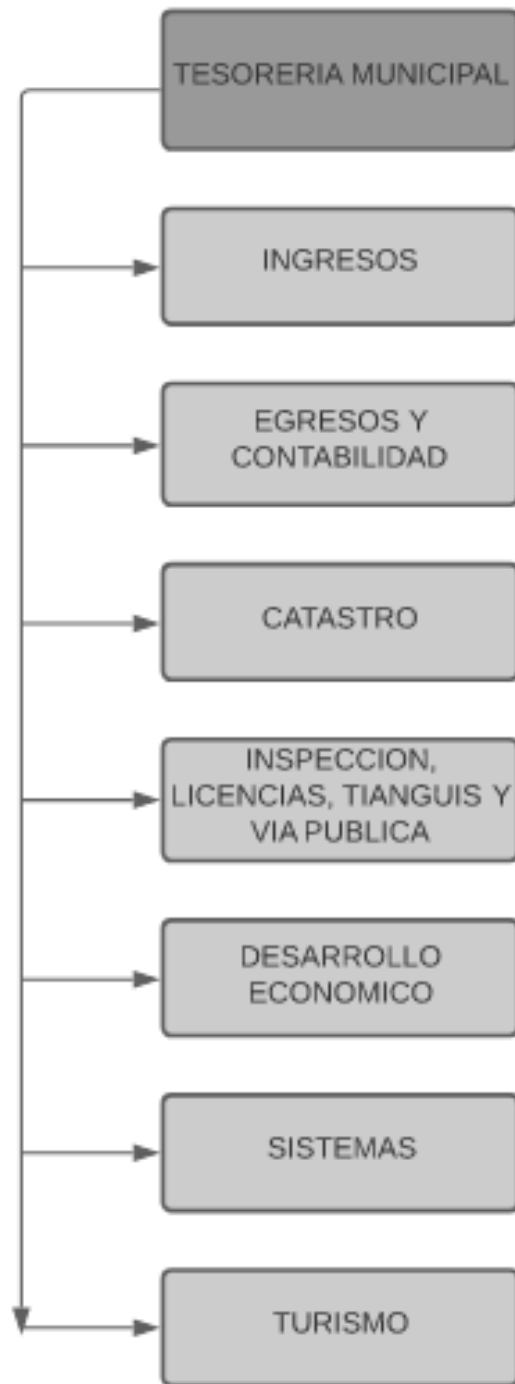 TESORERIA MUNICIPAL
INGRESOS
EGRESOS Y
CONTABILIDAD
CATASTRO
INSPECCION,
LICENCIAS, TIANGUIS Y
VIA PUBLICA
DESARROLLO
ECONOMICO
SISTEMAS
TURISMO